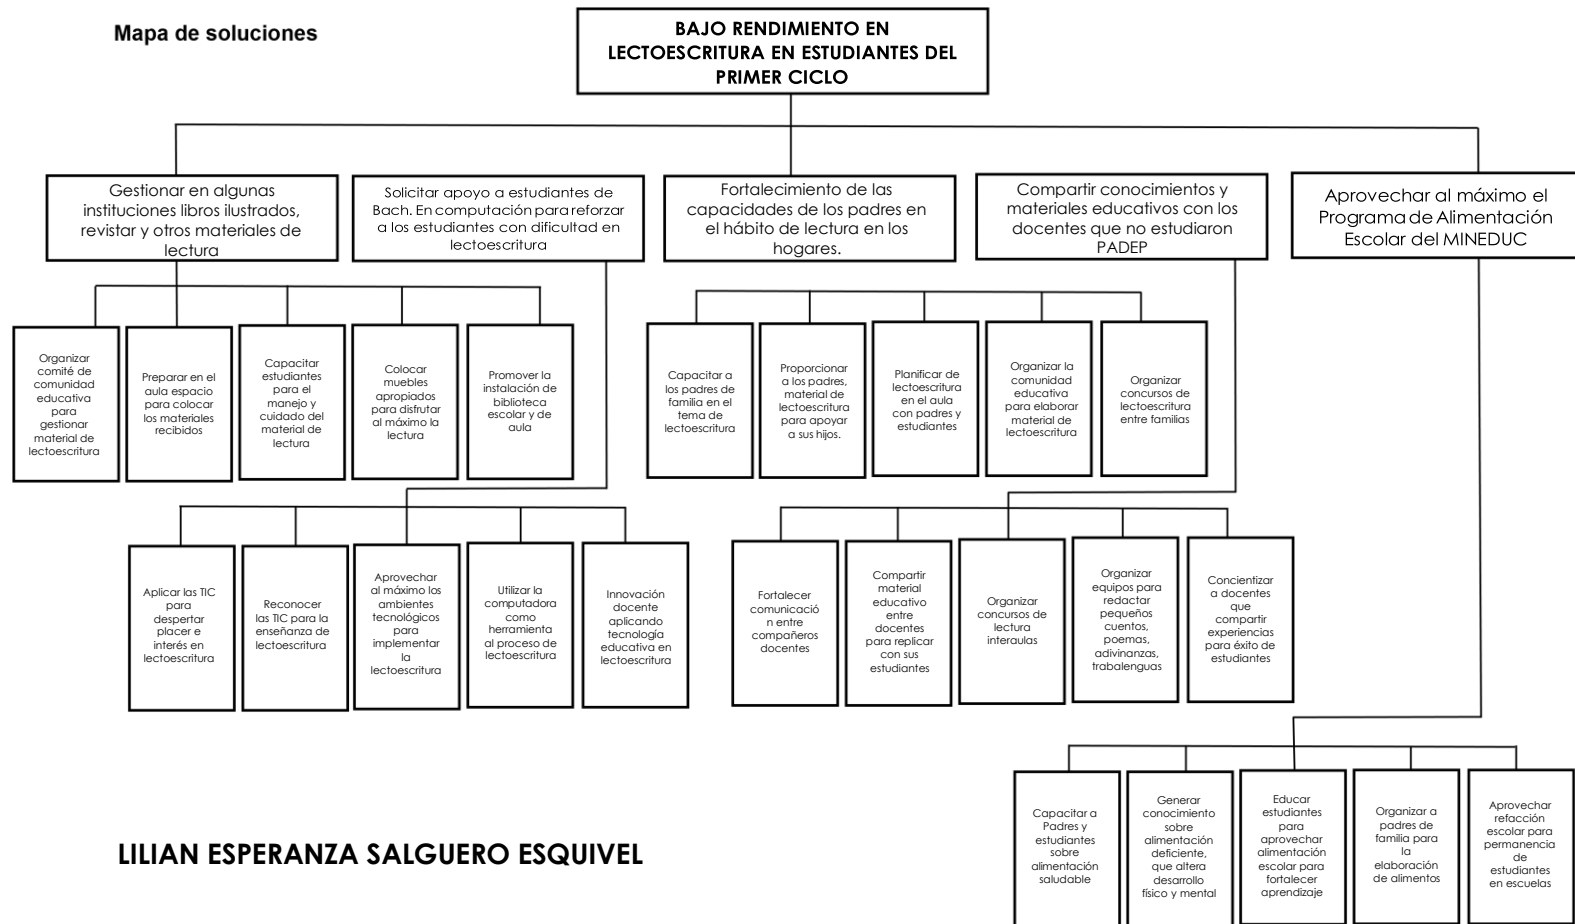 Mapa de soluciones
BAJO RENDIMIENTO EN
LECTOESCRITURA EN ESTUDIANTES DEL
PRIMER CICLO
Gestionar en algunas
instituciones libros ilustrados,
revistar y otros materiales de
lectura
Solicitar apoyo a estudiantes de
Bach. En computación para reforzar
a los estudiantes con dificultad en
lectoescritura
Fortalecimiento de las
capacidades de los padres en
el hábito de lectura en los
hogares.
Compartir conocimientos y
materiales educativos con los
docentes que no estudiaron
PADEP
Aprovechar al máximo el
Programa de Alimentación
Escolar del MINEDUC
Organizar
comité de
comunidad
educativa
para
gestionar
material de
lectoescritura
Preparar en el
aula espacio
para colocar
los materiales
recibidos
Capacitar
estudiantes
para el
manejo y
cuidado del
material de
lectura
Colocar
muebles
apropiados
para disfrutar
al máximo la
lectura
Promover la
instalación de
biblioteca
escolar y de
aula
Capacitar a
los padres de
familia en el
tema de
lectoescritura
Proporcionar
a los padres,
material de
lectoescritura
para apoyar
a sus hijos.
Planificar de
lectoescritura
en el aula
con padres y
estudiantes
Organizar la
comunidad
educativa
para elaborar
material de
lectoescritura
Organizar
concursos de
lectoescritura
entre familias
Aplicar las TIC
para
despertar
placer e
interés en
lectoescritura
Reconocer
las TIC para la
enseñanza de
lectoescritura
Aprovechar
al máximo los
ambientes
tecnológicos
para
implementar
la
lectoescritura
Utilizar la
computadora
como
herramienta
al proceso de
lectoescritura
Innovación
docente
aplicando
tecnología
educativa en
lectoescritura
Fortalecer
comunicació
n entre
compañeros
docentes
Compartir
material
educativo
entre
docentes
para replicar
con sus
estudiantes
Organizar
concursos de
lectura
interaulas
Organizar
equipos para
redactar
pequeños
cuentos,
poemas,
adivinanzas,
trabalenguas
Concientizar
a docentes
que
compartir
experiencias
para éxito de
estudiantes
Capacitar a
Padres y
estudiantes
sobre
alimentación
saludable
Generar
conocimiento
sobre
alimentación
deficiente,
que altera
desarrollo
físico y mental
Educar
estudiantes
para
aprovechar
alimentación
escolar para
fortalecer
aprendizaje
Organizar a
padres de
familia para
la
elaboración
de alimentos
Aprovechar
refacción
escolar para
permanencia
de
estudiantes
en escuelas
LILIAN ESPERANZA SALGUERO ESQUIVEL